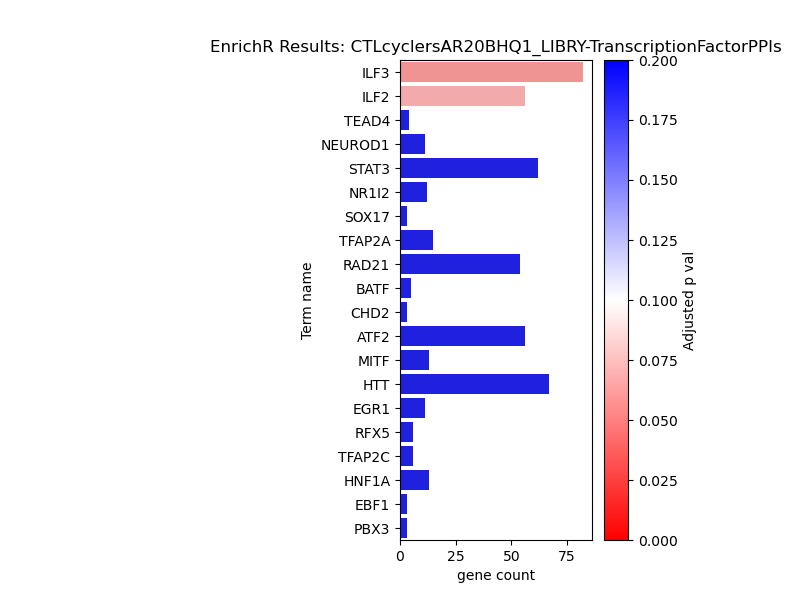 EnrichR Results: CTLcyclersAR20BHQ1_LIBRY-TranscriptionFactorPPIs
Term name
ILF3
ILF2
TEAD4
NEUROD1
STAT3
NR1I2
SOX17
TFAP2A
RAD21
BATF
CHD2
ATF2
MITF
HTT
EGR1
RFX5
TFAP2C
HNF1A
EBF1
PBX3
0 25 50 75
gene count
0.200
0.175
0.150
0.125
0.100
0.075
0.050
0.025
0.000
Adjusted p val